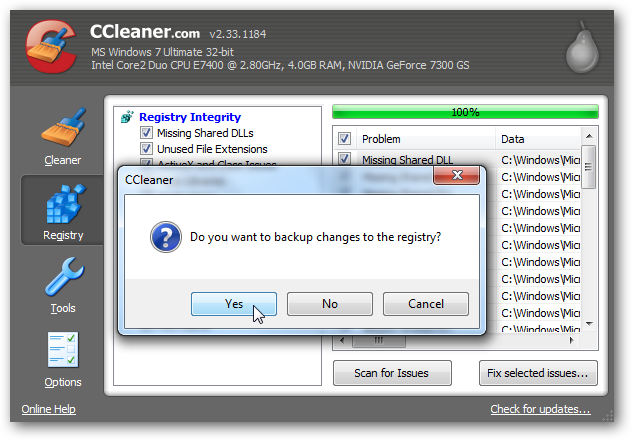 CCleaner.com v2.33.1184
MS Windows 7 Ultimate 32-bit
Intel Core2 Duo CPU E7400 @ 2.80GHz, 4.0GB RAM, NVIDIA GeForce 7300 GS
Cleaner
Registry
Tools
Options
Registry Integrity
Missing Shared DLLs
Unused File Extensions
ActiveX and Class Issues
100%
Problem Data
Missing Shared DLL C:\Windows\Mic
C:\Windows\Mic
C:\Windows\Mic
C:\Windows\Mic
C:\Windows\Mic
C:\Windows\Mic
C:\Windows\Mic
C:\Windows\Mic
C:\Windows\Mic
C:\Windows\Mic
CCleaner
Do you want to backup changes to the registry?
Yes No Cancel
Scan for Issues Fix selected issues...
Online Help Check for updates...